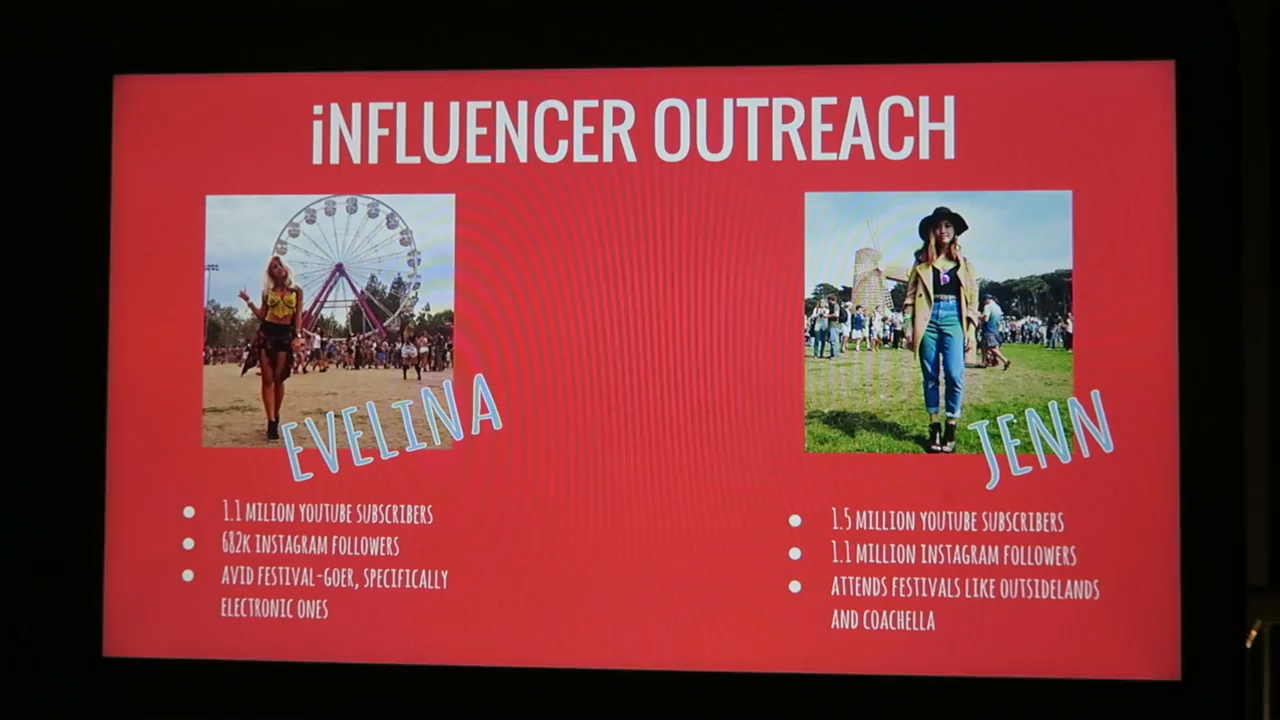 iNFLUENCER OUTREACH
EVELiNA
1.1 MILION YOUTUBE SUBSCRIBERS
682K INSTAGRAM FOLLOWERS
AVID FESTIVAL-GOER, SPECIFICALLY
ELECTRONIC ONES
JENN
1.5 MILLION YOUTUBE SUBSCRIBERS
1.1 MILLION INSTAGRAM FOLLOWERS
ATTENDS FESTIVALS LIKE OUTSIDELANDS
AND COACHELLA